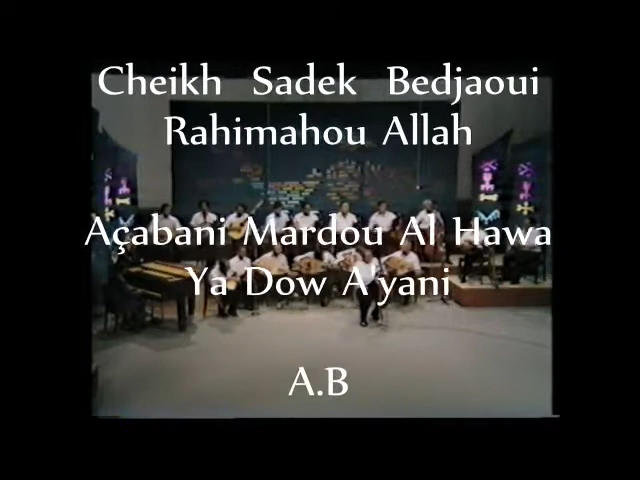 Cheikh Sadek Bedjaoui
Rahimahou Allah
Açabani Mardou Al Hawa
Ya Dow A'yani
A.B